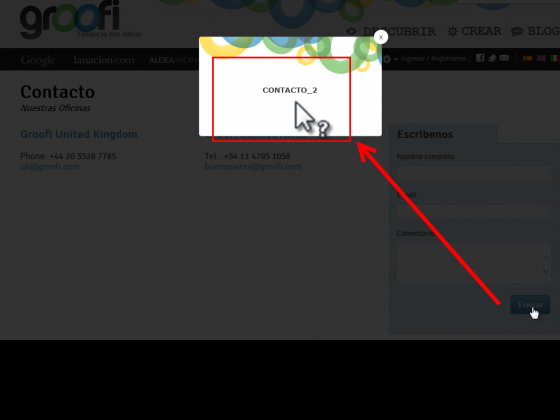 groofi
DESCUBRIR
CREAR
BLOG
Google
lanacion.com
ALDEA
Ingresar / Registrarse
x
CONTACTO_2
?
Contacto
Nuestras Oficinas
Groofi United Kingdom
Phone: +44 20 3528 7785
uk@groofi.com
Tel.: +54 11 4795 1058
buenosaires@groofi.com
Escribenos
Nombre completo
Comentario
Enviar